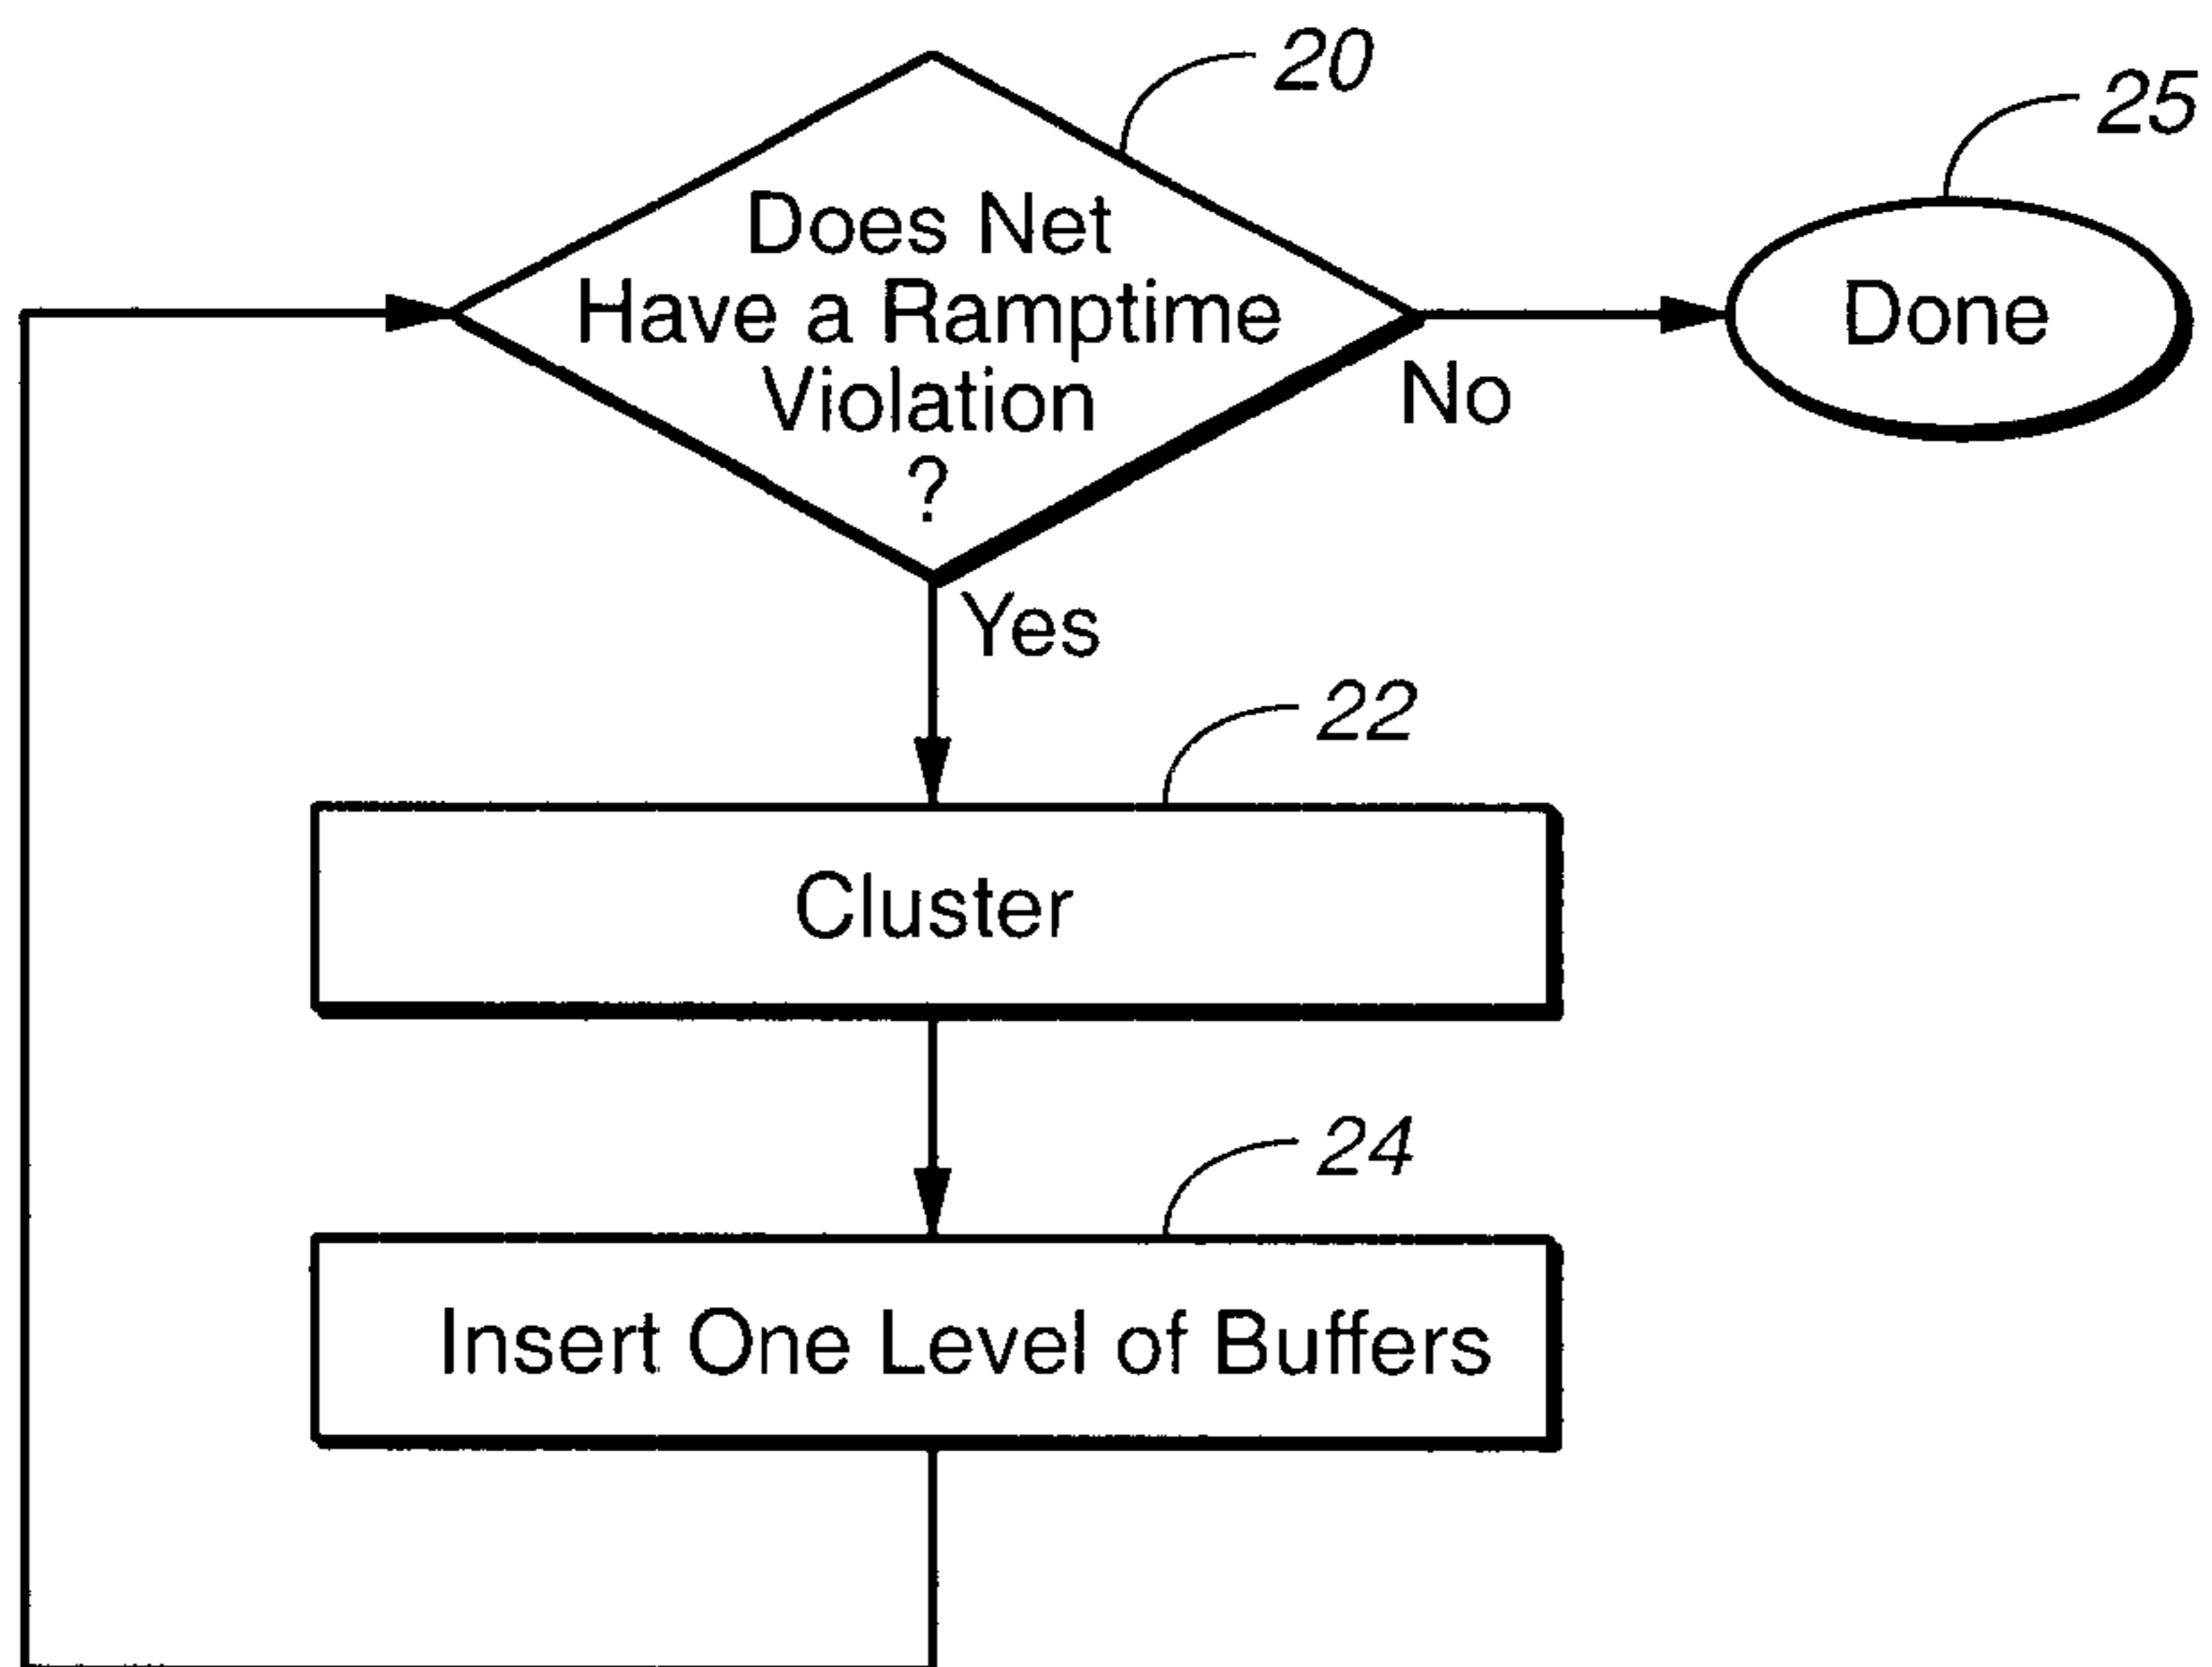 20
25
Does Net
Have a Ramptime
Violation
?
Done
No
Yes
22
Cluster
24
Insert One Level of Buffers